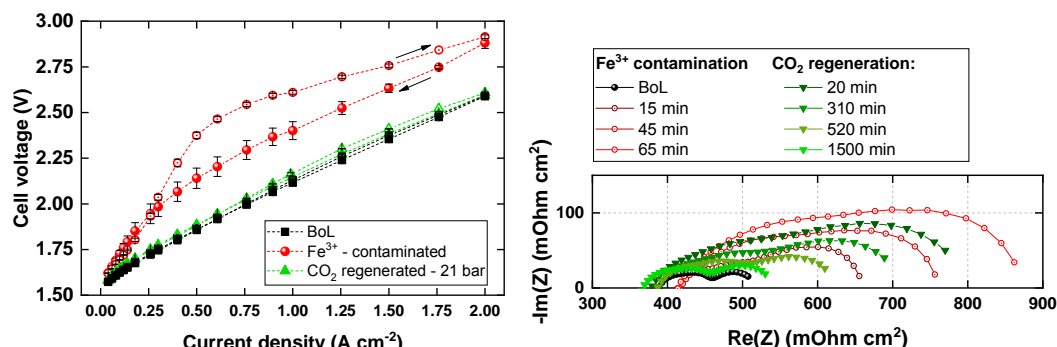 3.00
2.75
2.50
2.25
2.00
1.75
1.50
Cell voltage (V)
BoL
Fe³⁺ - contaminated
CO₂ regenerated - 21 bar
0.00 0.25 0.50 0.75 1.00 1.25 1.50 1.75 2.00
Current density (A cm⁻²)
Fe³⁺ contamination CO₂ regeneration:
BoL 20 min
15 min 310 min
45 min 520 min
65 min 1500 min
-Im(Z) (mOhm cm²)
100
0
300 400 500 600 700 800 900
Re(Z) (mOhm cm²)